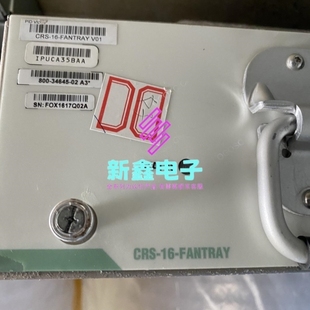 CRS-16-FANTRAY V01
IPUCA35BAA
800-34645-02 A3*
SN: FOX1617Q02A
新鑫电子
CRS-16-FANTRAY